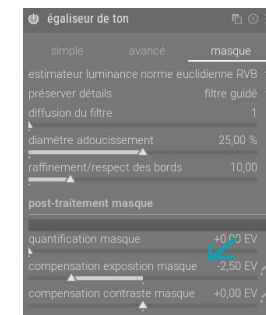 égaliseur de ton
simple avancé masque
estimateur luminance norme euclidienne RVB
préserver détails filtre guidé
diffusion du filtre 1
diamètre adoucissement 25,00 %
raffinement/respect des bords 10,00
post-traitement masque
quantification masque +0,00 EV
compensation exposition masque -2,50 EV
compensation contraste masque +0,00 EV